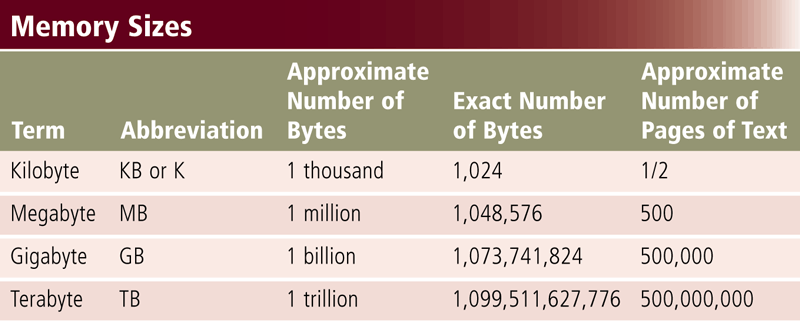 Memory Sizes
Term Abbreviation Approximate Number of Bytes Exact Number of Bytes Approximate Number of Pages of Text
Kilobyte KB or K 1 thousand 1,024 1/2
Megabyte MB 1 million 1,048,576 500
Gigabyte GB 1 billion 1,073,741,824 500,000
Terabyte TB 1 trillion 1,099,511,627,776 500,000,000